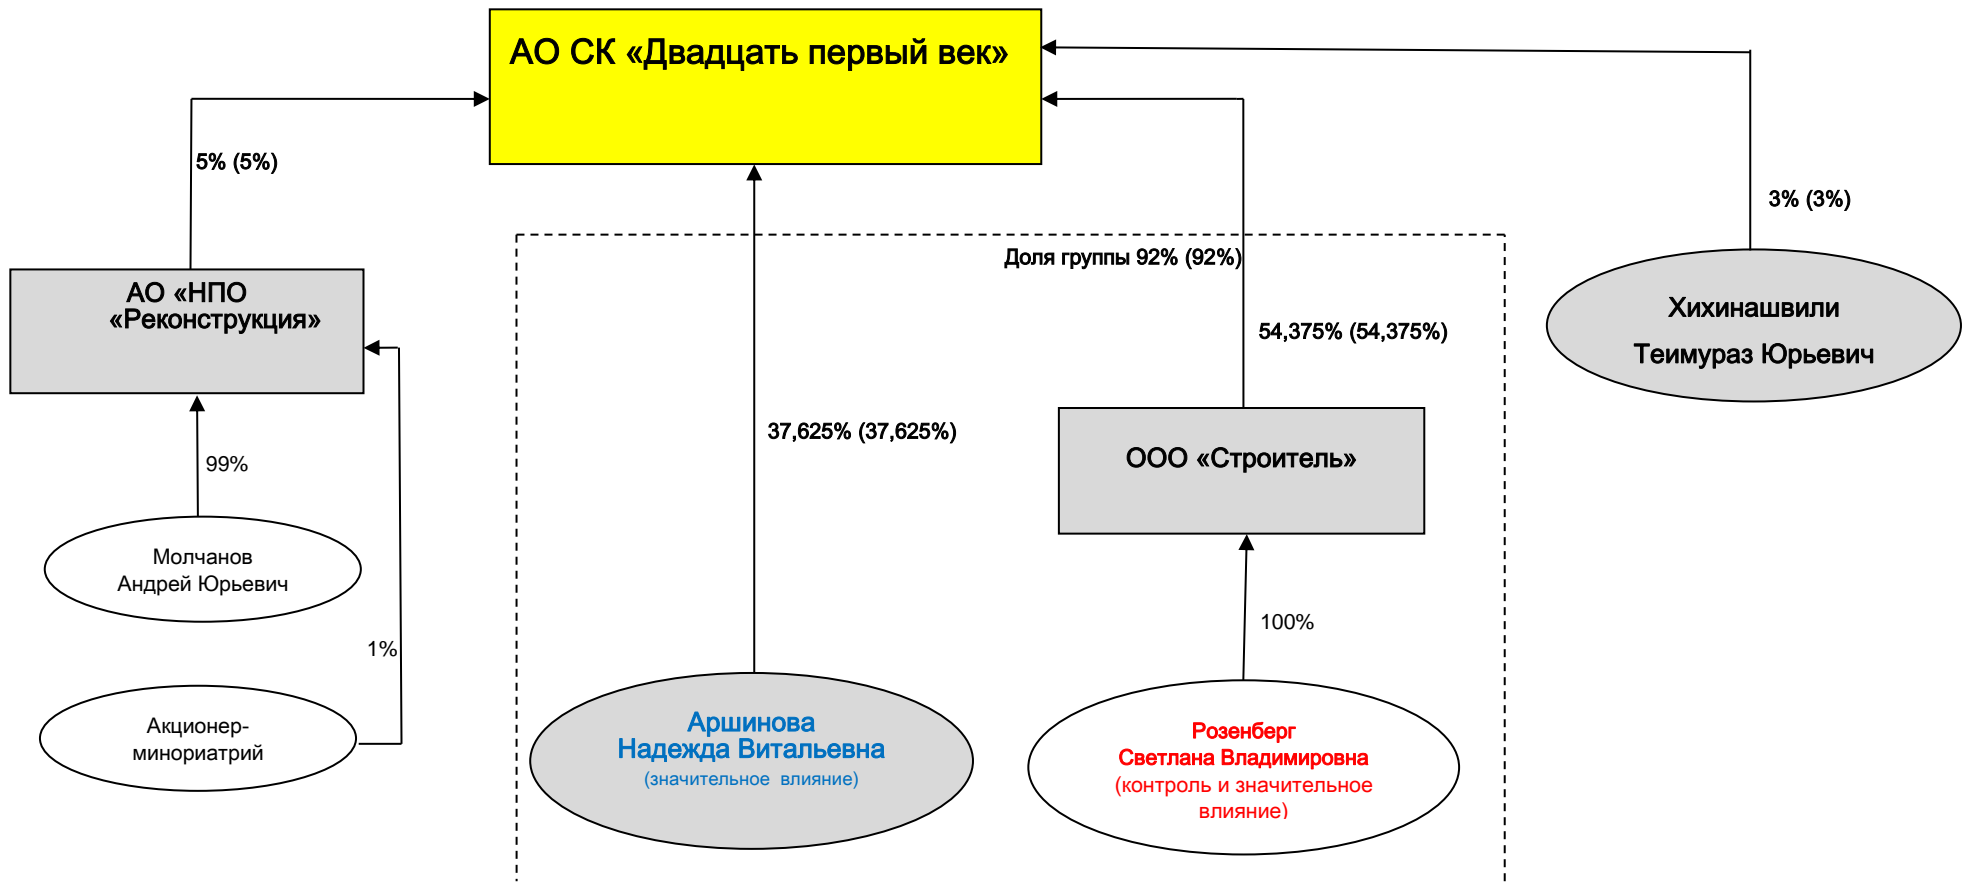 АО СК «Двадцать первый век»
5% (5%)
3% (3%)
Доля группы 92% (92%)
АО «НПО
«Реконструкция»
Хихинашвили
Теимураз Юрьевич
54,375% (54,375%)
37,625% (37,625%)
ООО «Строитель»
99%
Молчанов
Андрей Юрьевич
100%
1%
Акционер-
минориатрий
Аршинова
Надежда Витальевна
(значительное влияние)
Розенберг
Светлана Владимировна
(контроль и значительное
влияние)